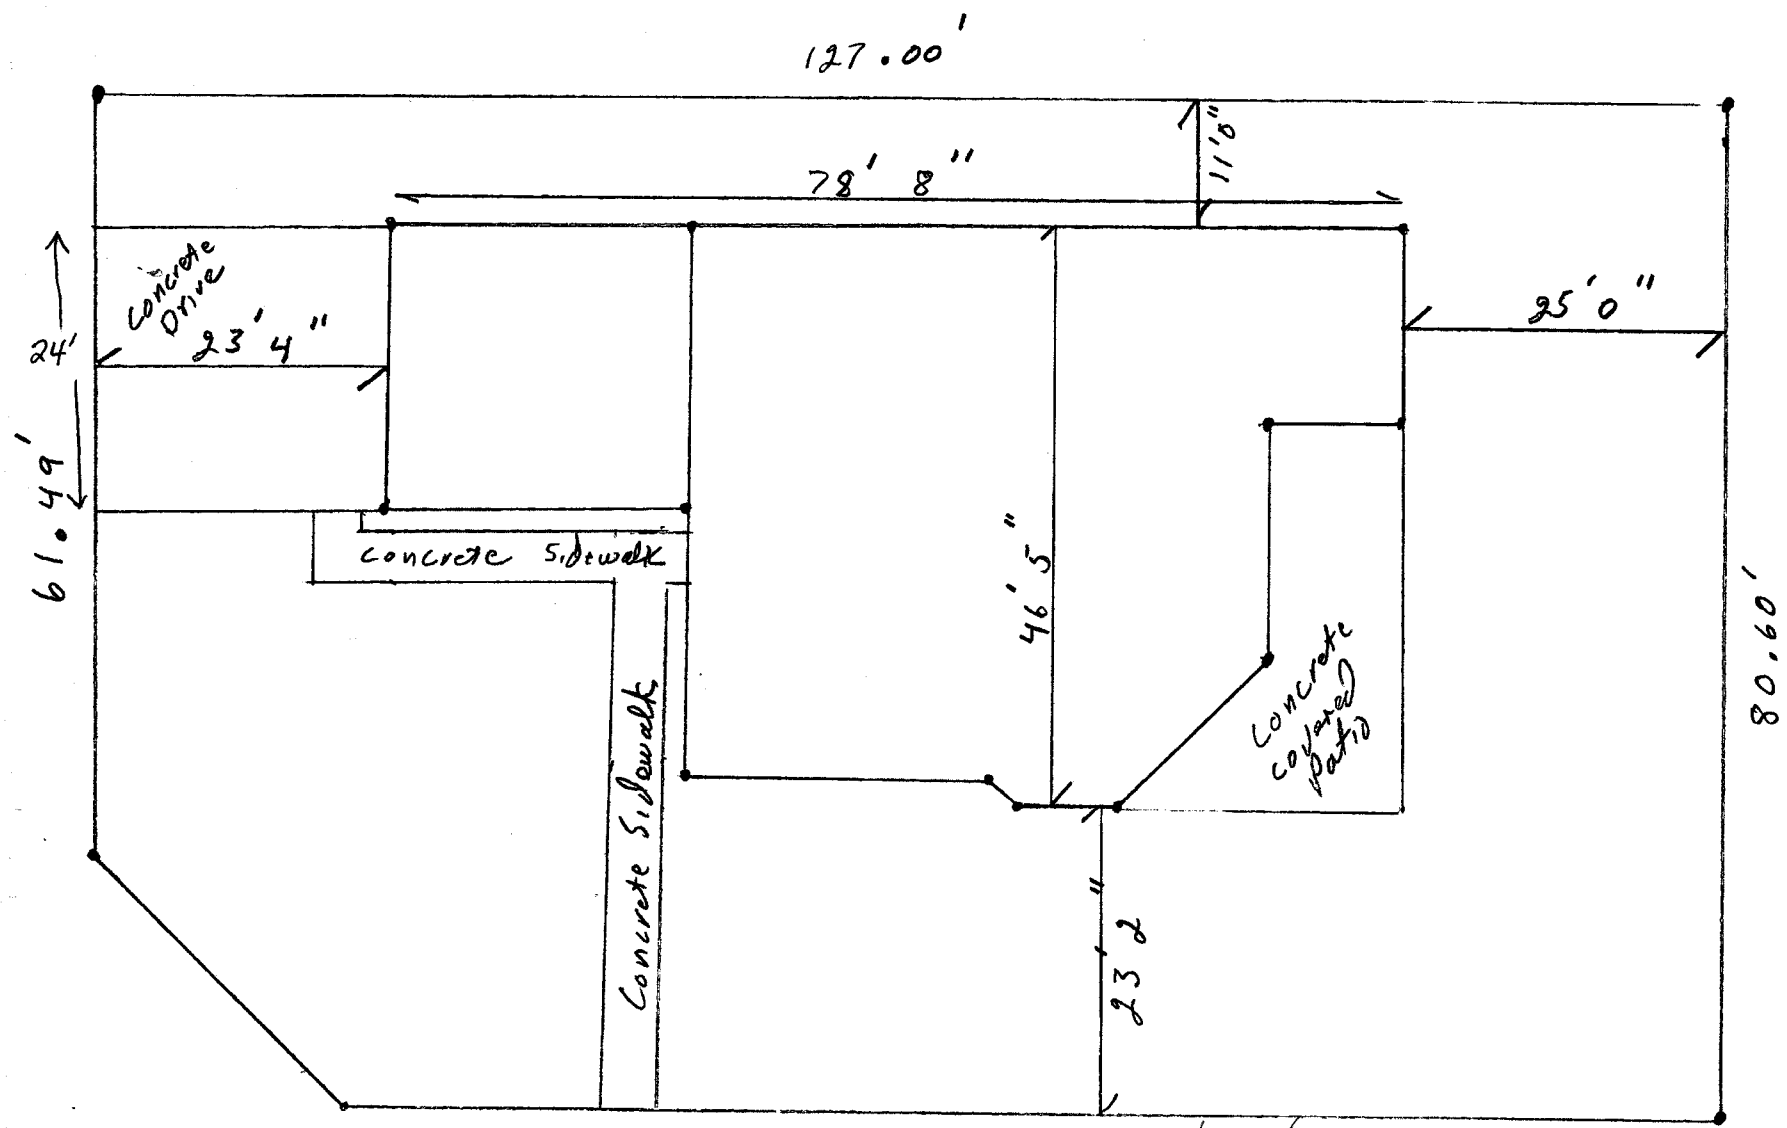 127.00'
78' 8"
11'0"
Concrete
Drive
23' 4"
25' 0"
24'
61.49'
Concrete Sidewalk
46' 5"
Concrete
Covered
Patio
80.60'
Concrete Sidewalk
23' 2"